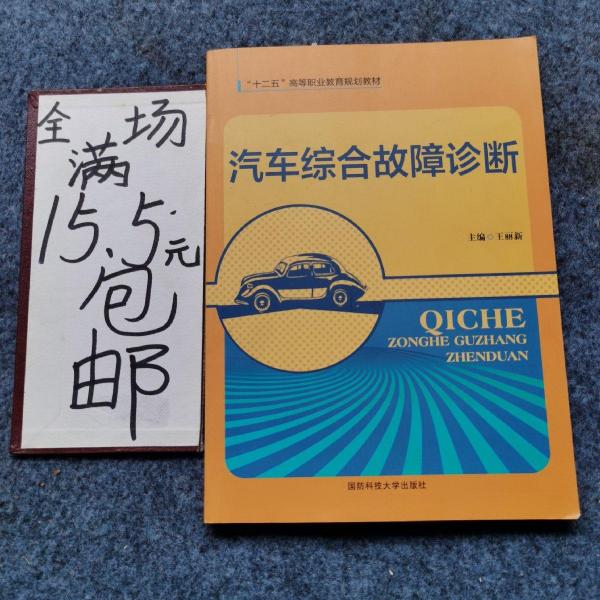 全场
满
15.5元
包
邮
“十二五”高等职业教育规划教材
汽车综合故障诊断
主编◎王丽新
QICHE
ZONGHE GUZHANG
ZHENDUAN
国防科技大学出版社